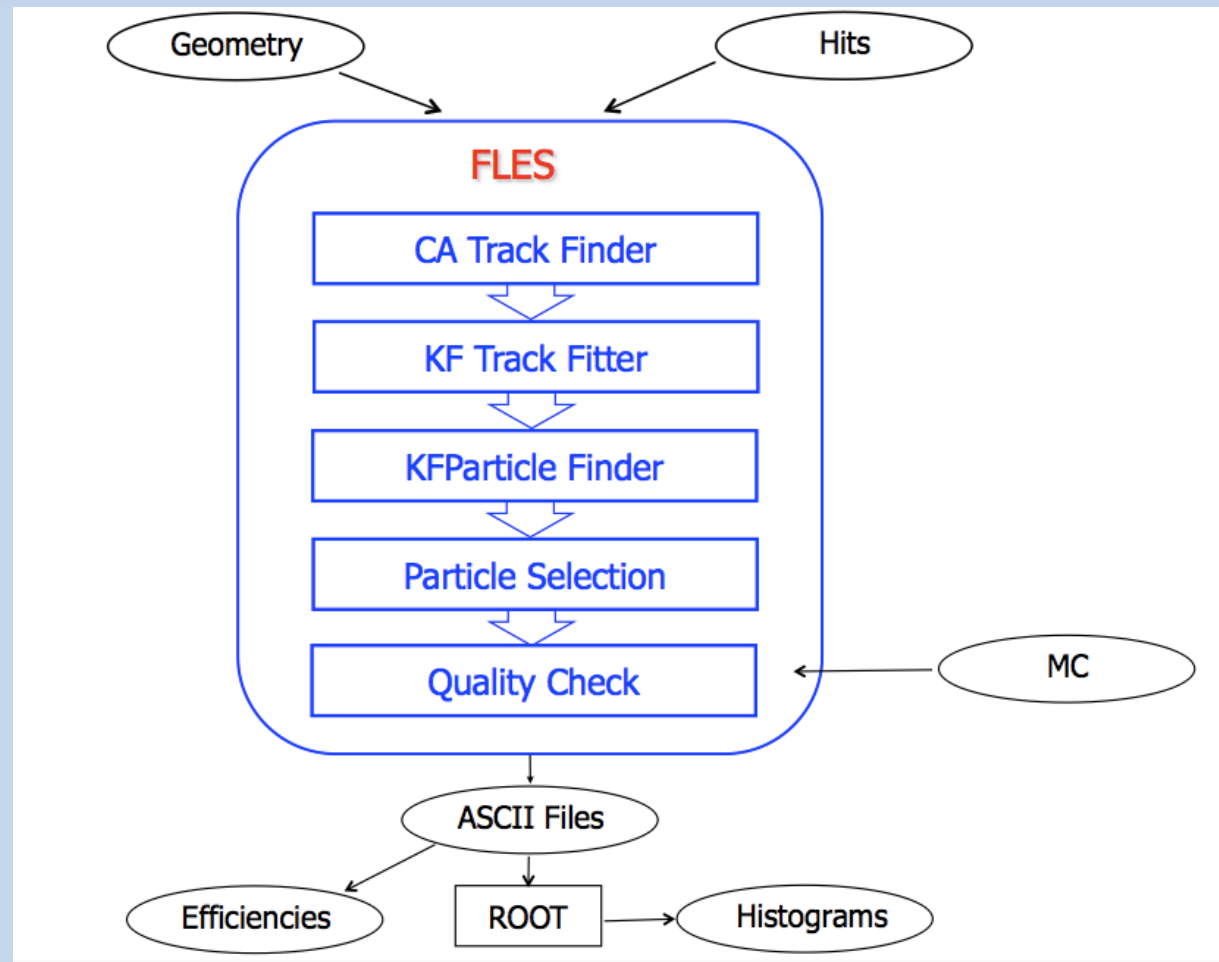 Geometry
Hits
FLES
CA Track Finder
KF Track Fitter
KFParticle Finder
Particle Selection
Quality Check
MC
ASCII Files
Efficiencies
ROOT
Histograms